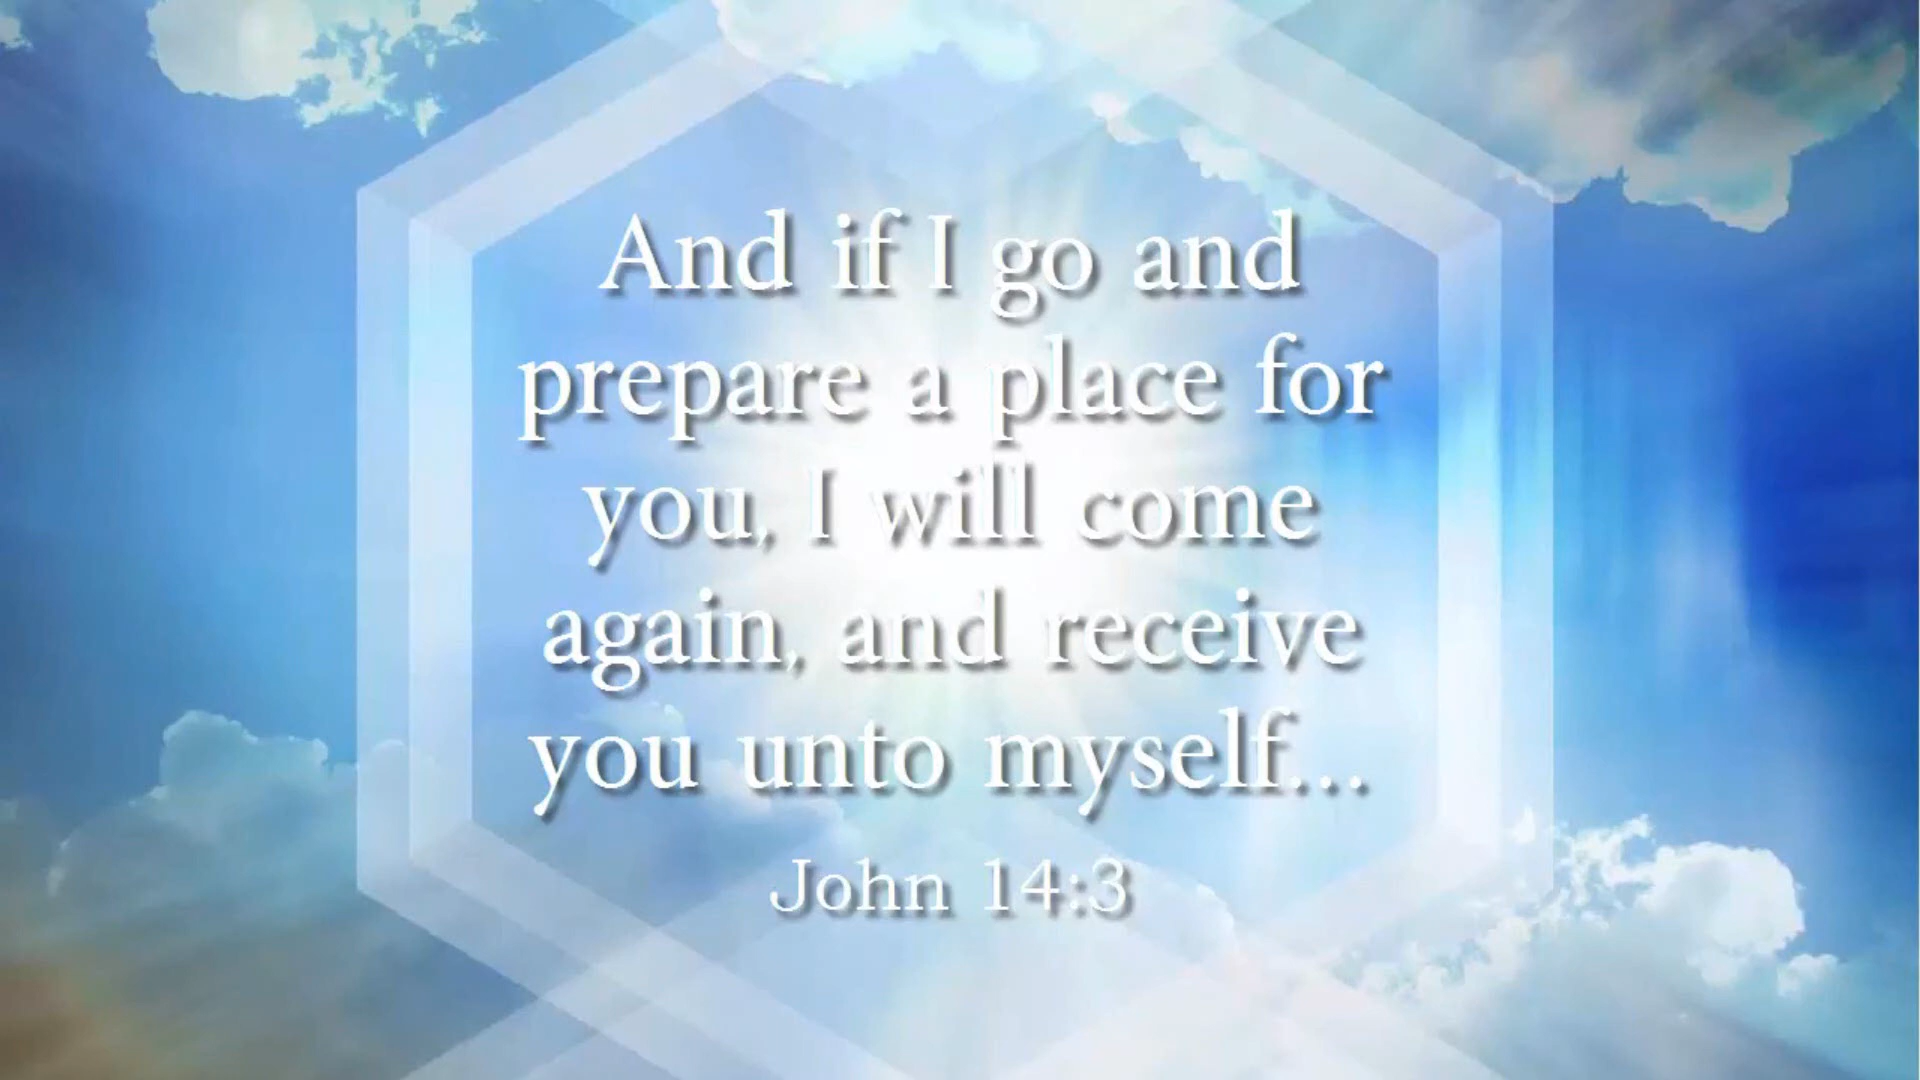 And if I go and
prepare a place for
you, I will come
again, and receive
you unto myself...
John 14:3